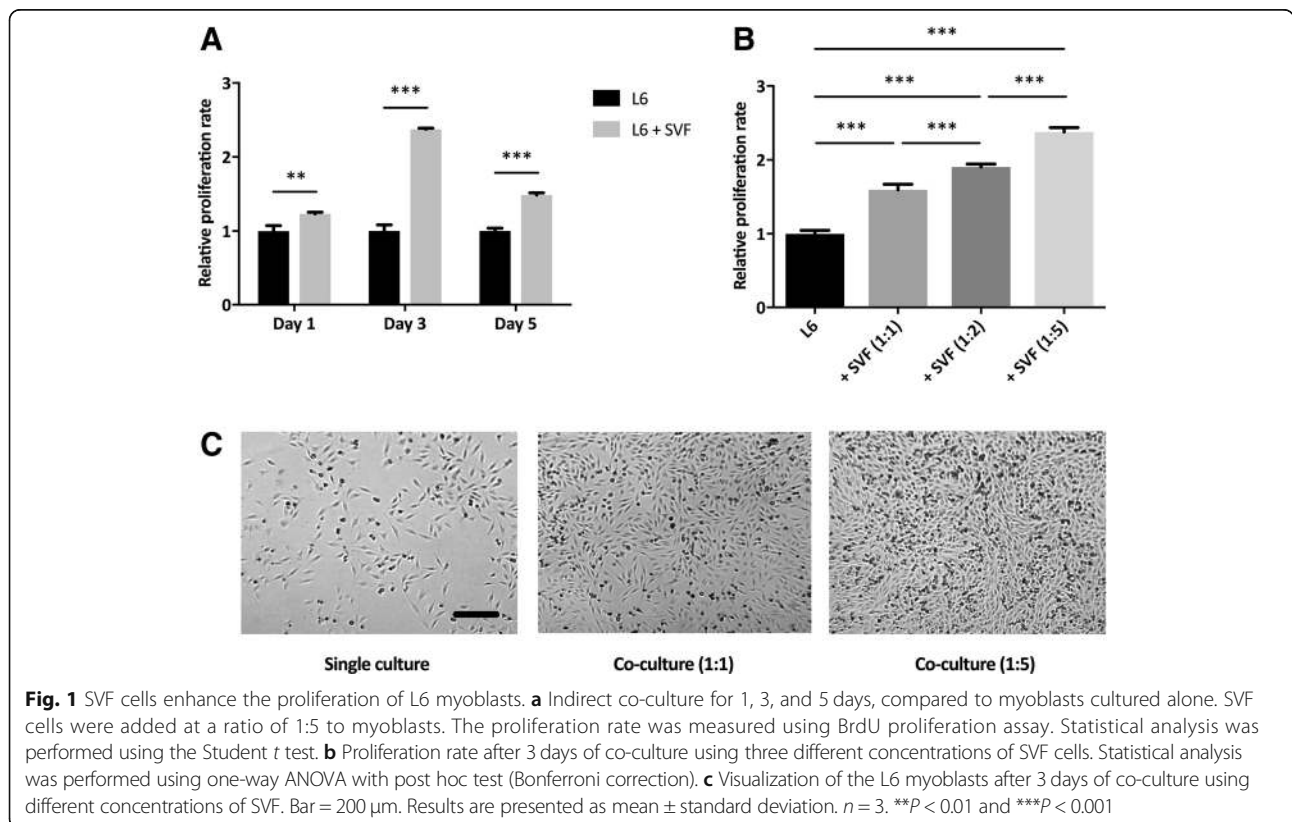 A
Relative proliferation rate
3
2
1
0
**
***
***
Day 1
Day 3
Day 5
L6
L6 + SVF
B
Relative proliferation rate
3
2
1
0
***
***
***
***
***
L6
+ SVF (1:1)
+ SVF (1:2)
+ SVF (1:5)
C
Single culture
Co-culture (1:1)
Co-culture (1:5)
Fig. 1 SVF cells enhance the proliferation of L6 myoblasts. a Indirect co-culture for 1, 3, and 5 days, compared to myoblasts cultured alone. SVF
cells were added at a ratio of 1:5 to myoblasts. The proliferation rate was measured using BrdU proliferation assay. Statistical analysis was
performed using the Student t test. b Proliferation rate after 3 days of co-culture using three different concentrations of SVF cells. Statistical analysis
was performed using one-way ANOVA with post hoc test (Bonferroni correction). c Visualization of the L6 myoblasts after 3 days of co-culture using
different concentrations of SVF. Bar = 200 μm. Results are presented as mean ± standard deviation. n = 3. **P < 0.01 and ***P < 0.001